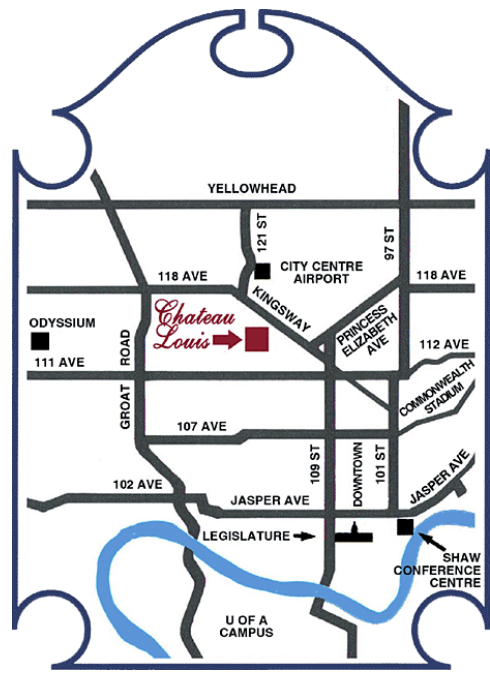 YELLOWHEAD
121 ST
97 ST
CITY CENTRE
AIRPORT
118 AVE
118 AVE
KINGSWAY
Chateau
Louis
PRINCESS
ELIZABETH
AVE
ODYSSIUM
111 AVE
112 AVE
GROAT ROAD
COMMONWEALTH
STADIUM
107 AVE
109 ST
DOWNTOWN
101 ST
102 AVE
JASPER AVE
JASPER AVE
LEGISLATURE
SHAW
CONFERENCE
CENTRE
U OF A
CAMPUS